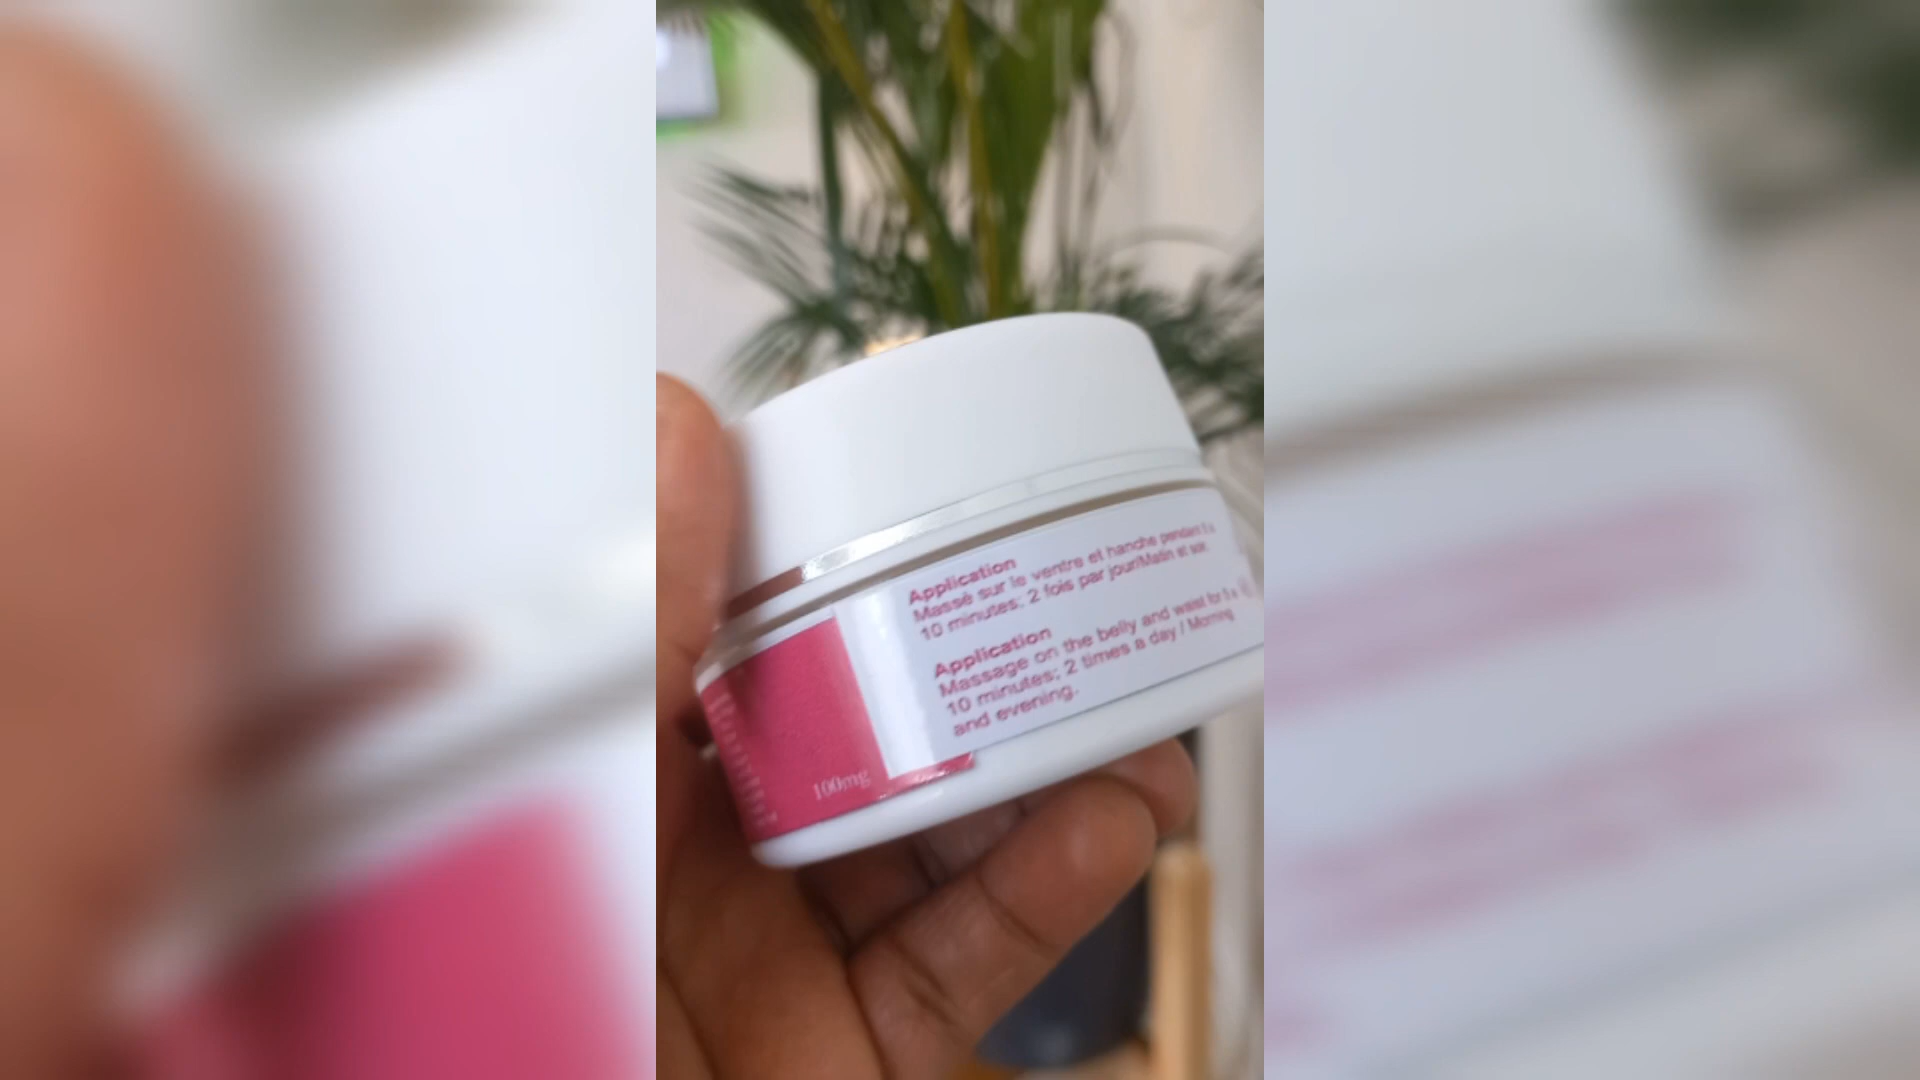 Application
Massé sur le ventre et hanche pendant 5 à
10 minutes; 2 fois par jour/Matin et soir.
Application
Massage on the belly and waist for 5 à
10 minutes; 2 times a day / Morning
and evening.
100mg